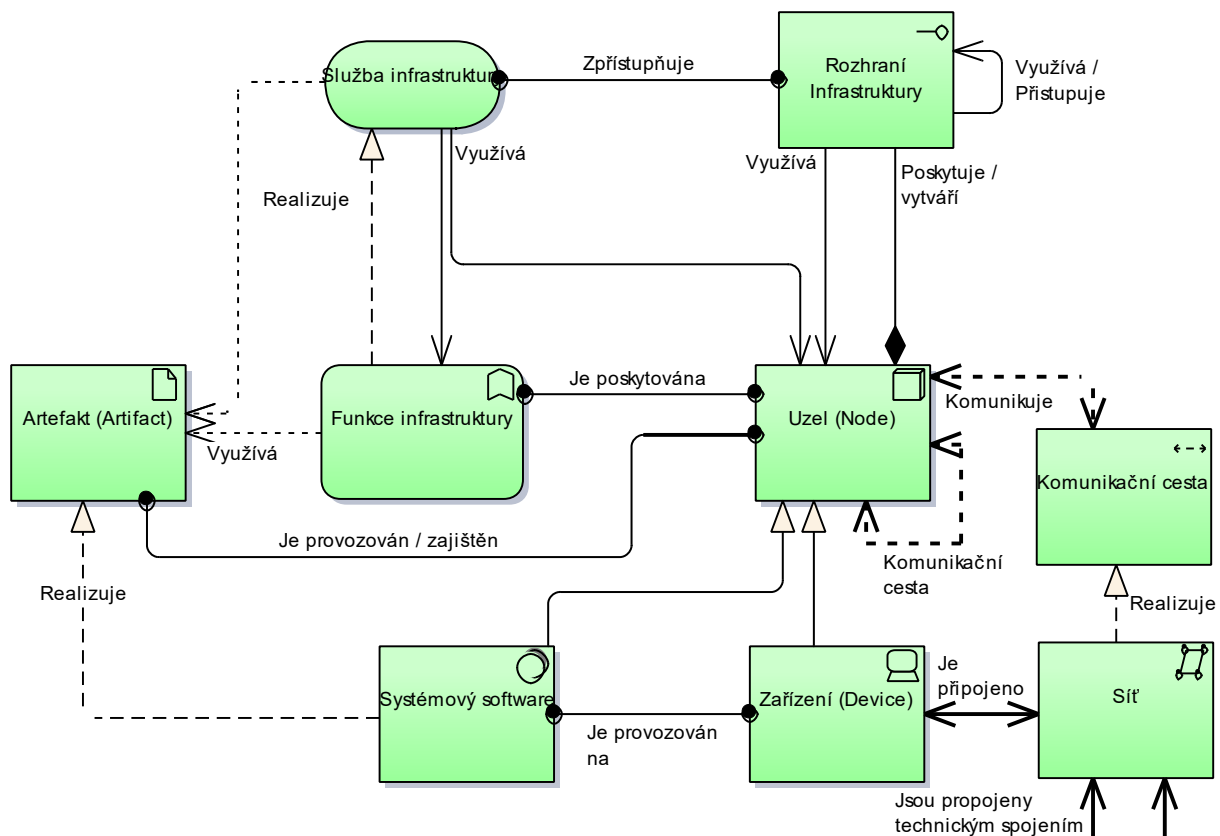 Služba infrastruktur
Zpřístupňuje
Rozhraní
Infrastruktury
Využívá /
Přistupuje
Využívá
Využívá
Poskytuje /
vytváří
Realizuje
Artefakt (Artifact)
Funkce infrastruktury
Je poskytována
Uzel (Node)
Komunikuje
Využívá
Komunikační cesta
Je provozován / zajištěn
Komunikační
cesta
Realizuje
Realizuje
Systémový software
Je provozován
na
Zařízení (Device)
Je
připojeno
Síť
Jsou propojeny
technickým spojením